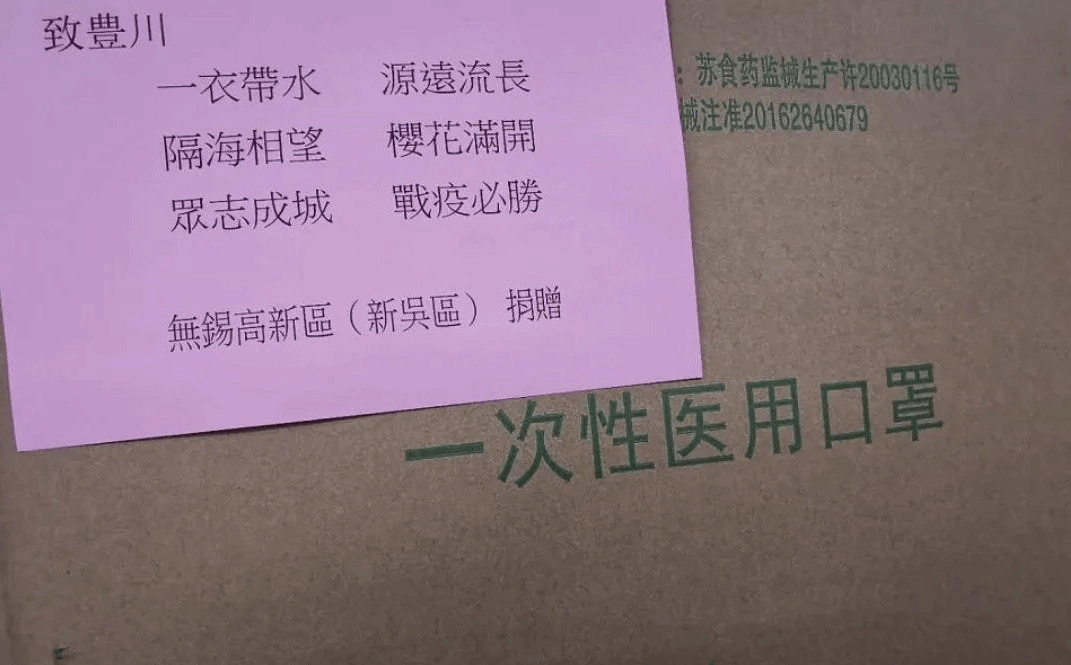 致豊川
一衣帶水 源遠流長
隔海相望 櫻花滿開
眾志成城 戰疫必勝
無錫高新區（新吳區） 捐贈
：苏食药监械生产许20030116号
械注准20162640679
一次性医用口罩